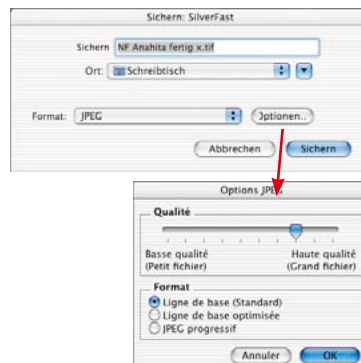 Sichern: SilverFast
Sichern NF Anahita fertig x.tif
Ort: Schreibtisch
Format: JPEG Optionen..
Abbrechen Sichern
Options JPEG
Qualité
Basse qualité Haute qualité
(Petit fichier) (Grand fichier)
Format
Ligne de base (Standard)
Ligne de base optimisée
JPEG progressif
Annuler OK